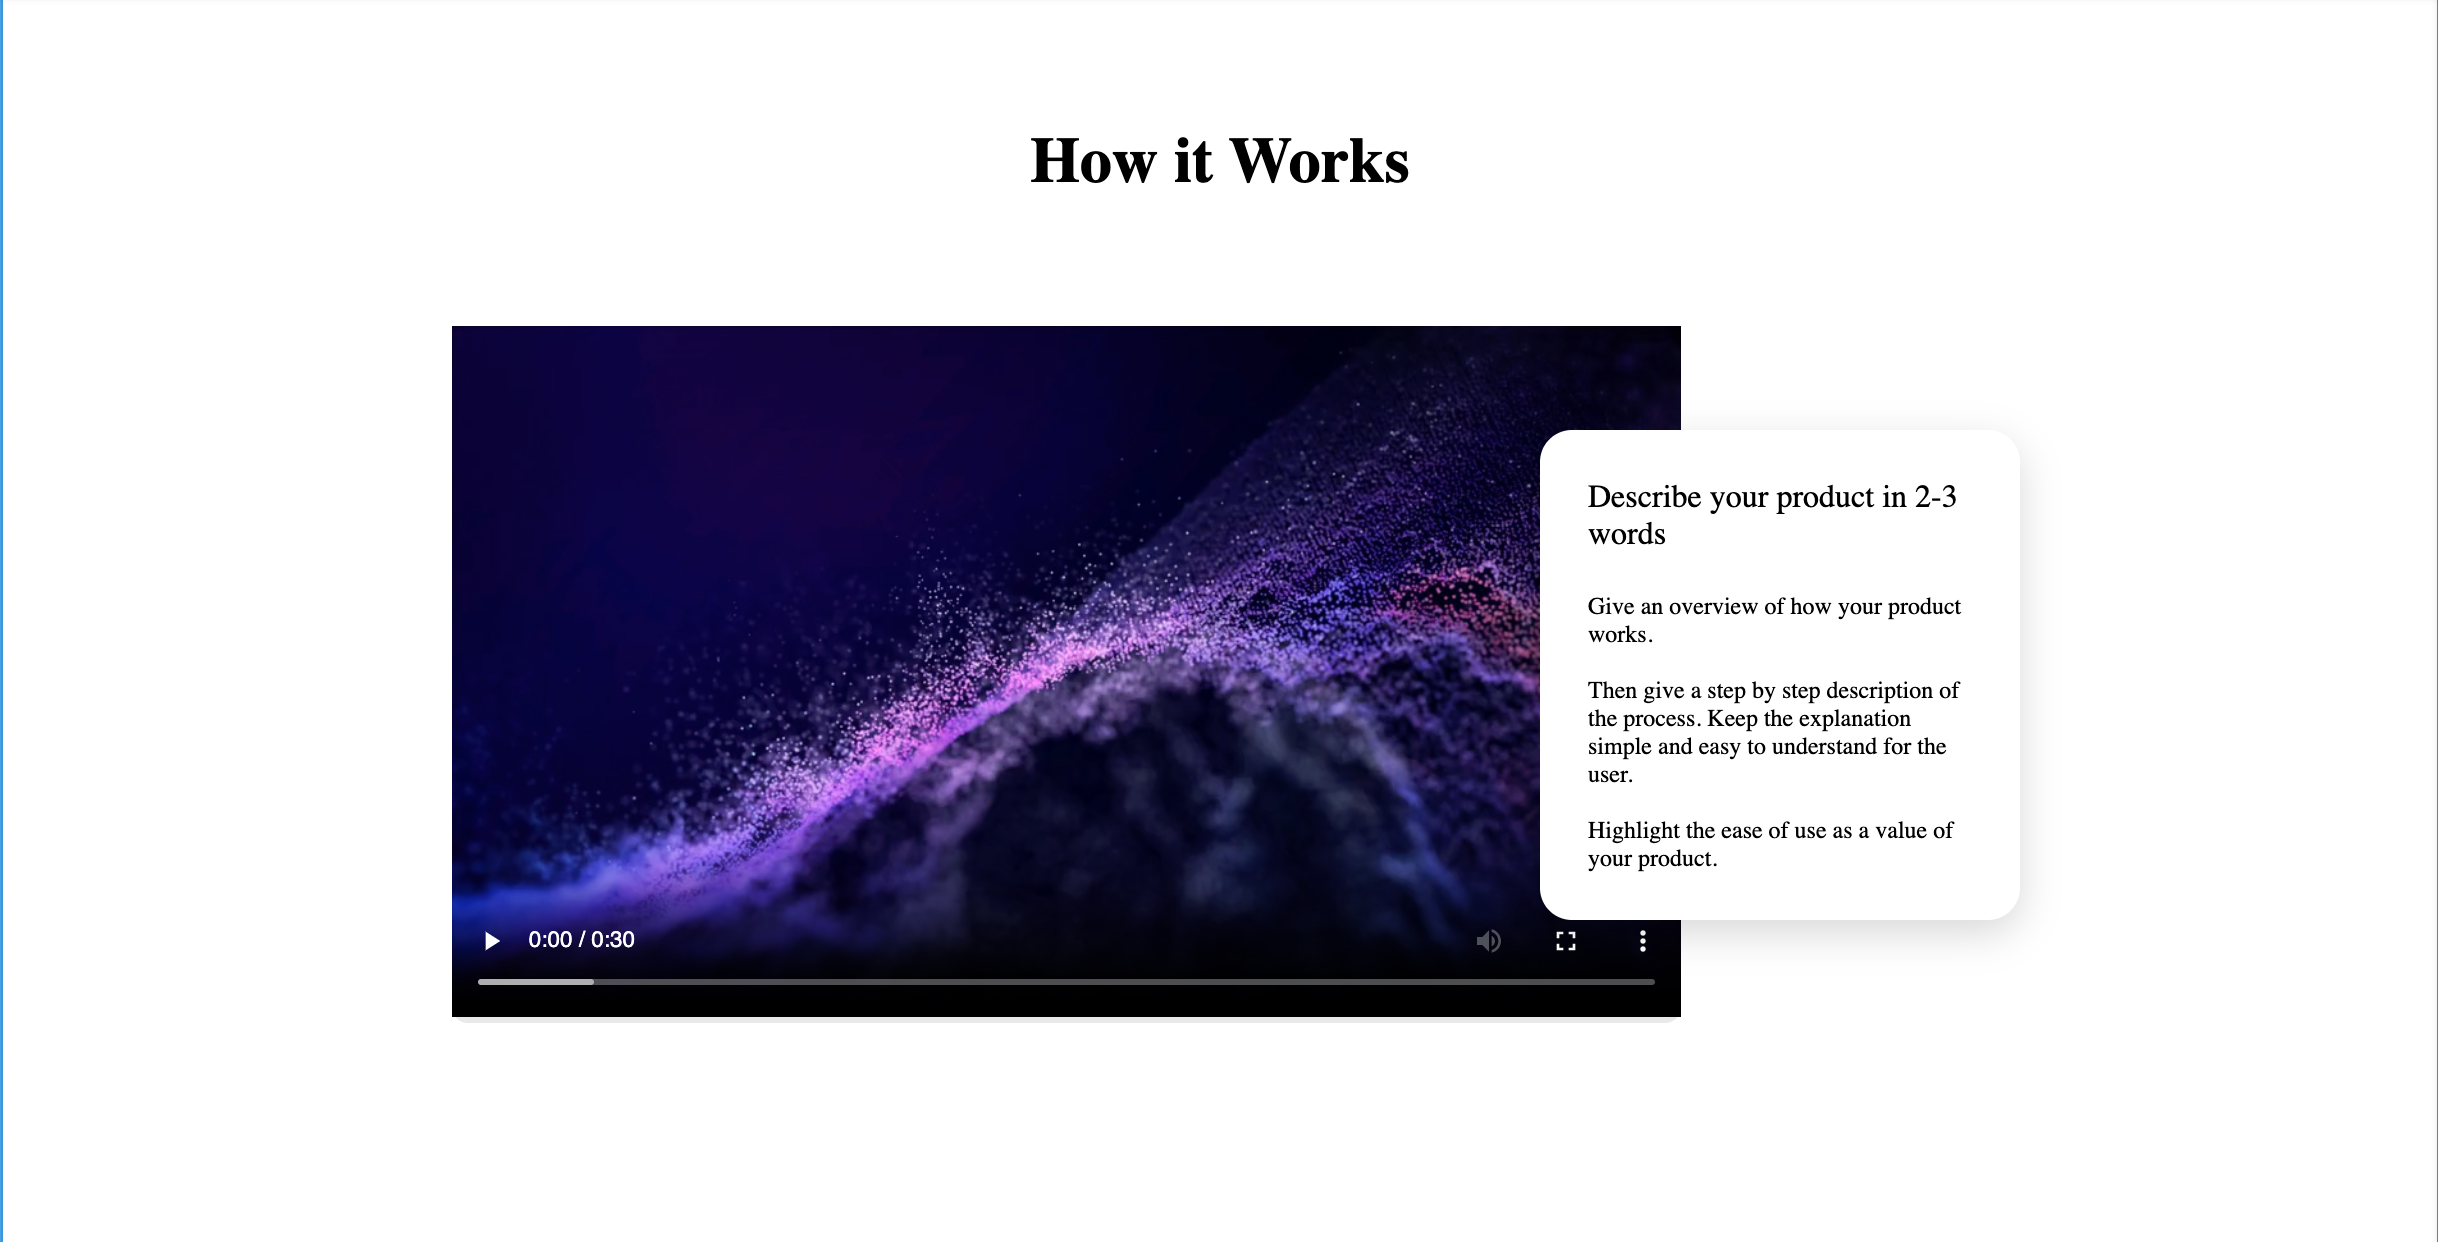 How it Works
Describe your product in 2-3
words
Give an overview of how your product
works.
Then give a step by step description of
the process. Keep the explanation
simple and easy to understand for the
user.
Highlight the ease of use as a value of
your product.
0:00 / 0:30